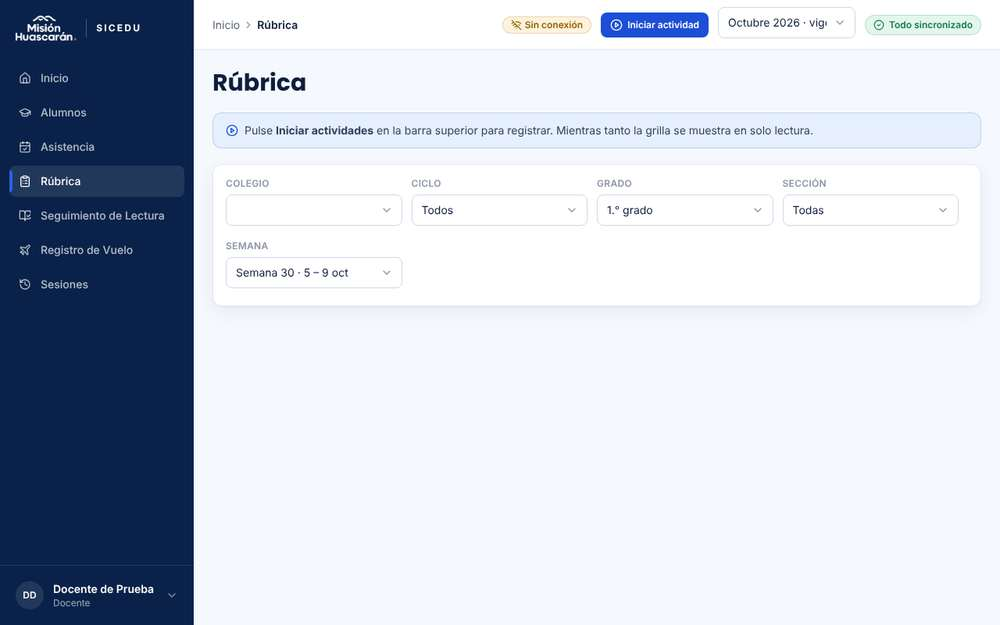 Misión
Huascarán.
SICEDU
Inicio
Alumnos
Asistencia
Rúbrica
Seguimiento de Lectura
Registro de Vuelo
Sesiones
DD
Docente de Prueba
Docente
Inicio > Rúbrica
Sin conexión
Iniciar actividad
Octubre 2026 · vig
Todo sincronizado
Rúbrica
Pulse Iniciar actividades en la barra superior para registrar. Mientras tanto la grilla se muestra en solo lectura.
COLEGIO
CICLO
GRADO
SECCIÓN
Todos
1.° grado
Todas
SEMANA
Semana 30 · 5 – 9 oct